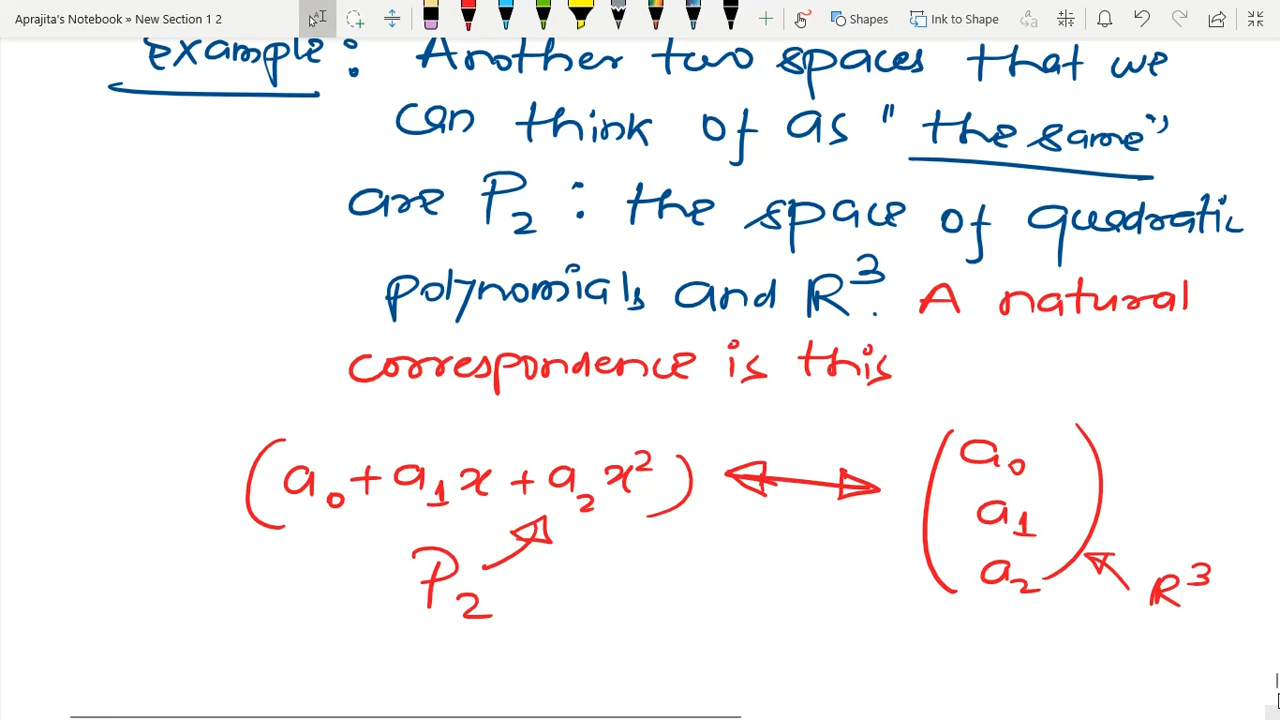 Aprajita's Notebook » New Section 1 2
Shapes
Ink to Shape
example : Another two spaces that we
can think of as "the same"
are P₂ : the space of quadratic
polynomials and R³. A natural
correspondence is this
(a₀ + a₁x + a₂x²) ↔ (a₀
a₁
a₂)
P₂
R³